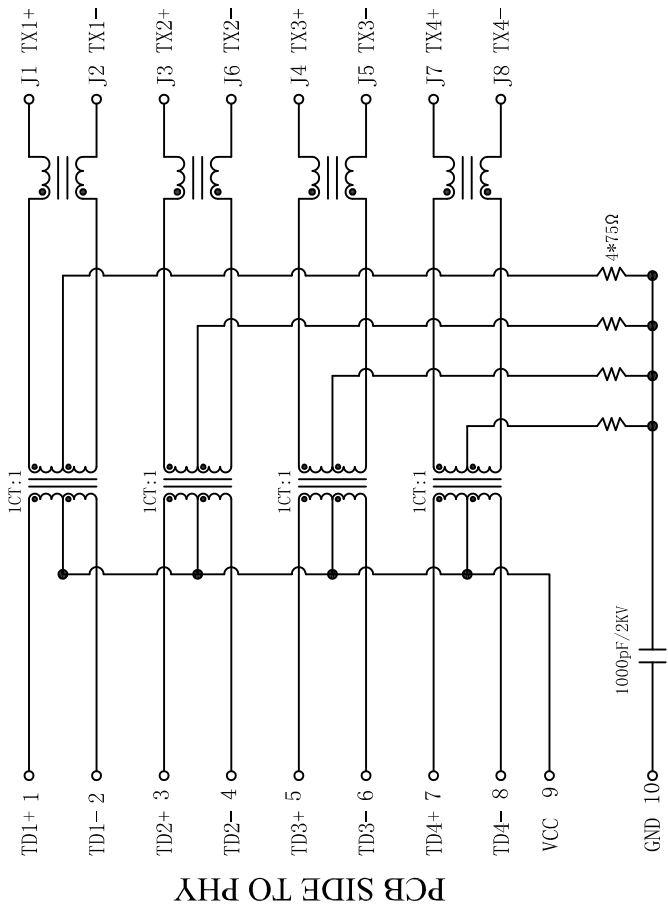 J1 TX1+
J2 TX1-
J3 TX2+
J6 TX2-
J4 TX3+
J5 TX3-
J7 TX4+
J8 TX4-
4*75Ω
1CT:1
1CT:1
1CT:1
1CT:1
1000pF/2KV
TD1+ 1
TD1- 2
TD2+ 3
TD2- 4
TD3+ 5
TD3- 6
TD4+ 7
TD4- 8
VCC 9
GND 10
PCB SIDE TO PHY